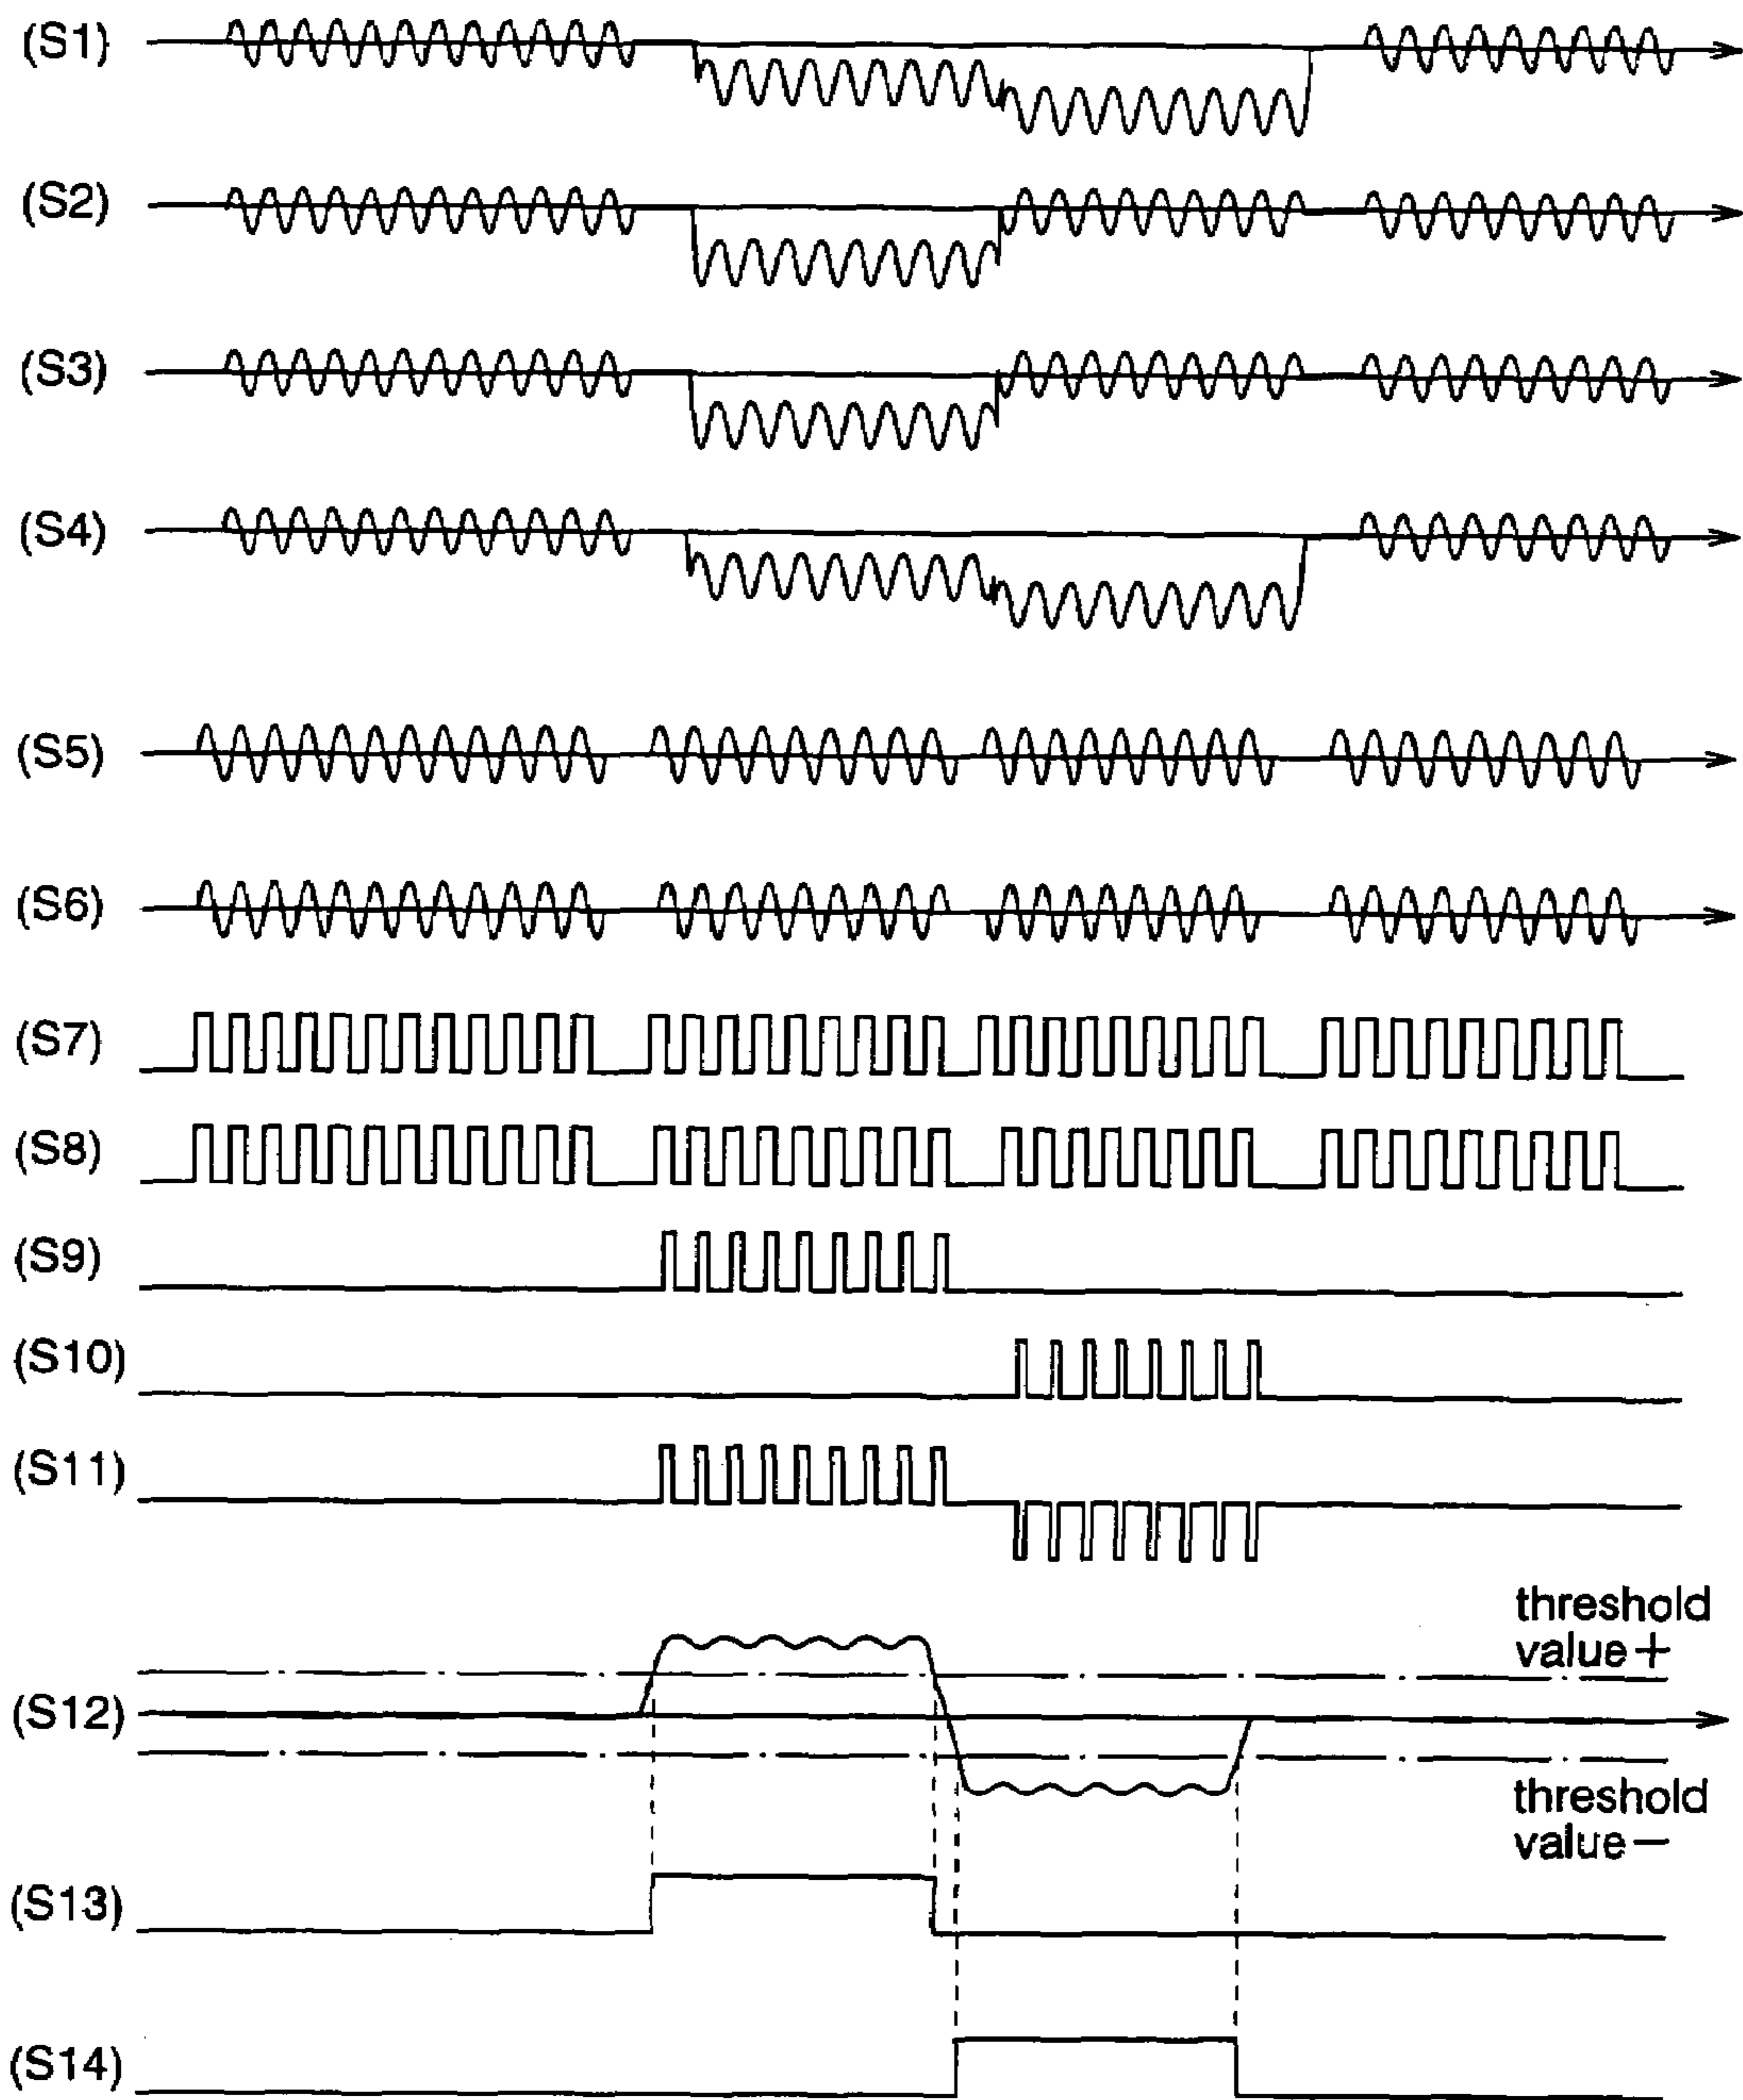 (S1)
(S2)
(S3)
(S4)
(S5)
(S6)
(S7)
(S8)
(S9)
(S10)
(S11)
threshold
value+
(S12)
threshold
value−
(S13)
(S14)